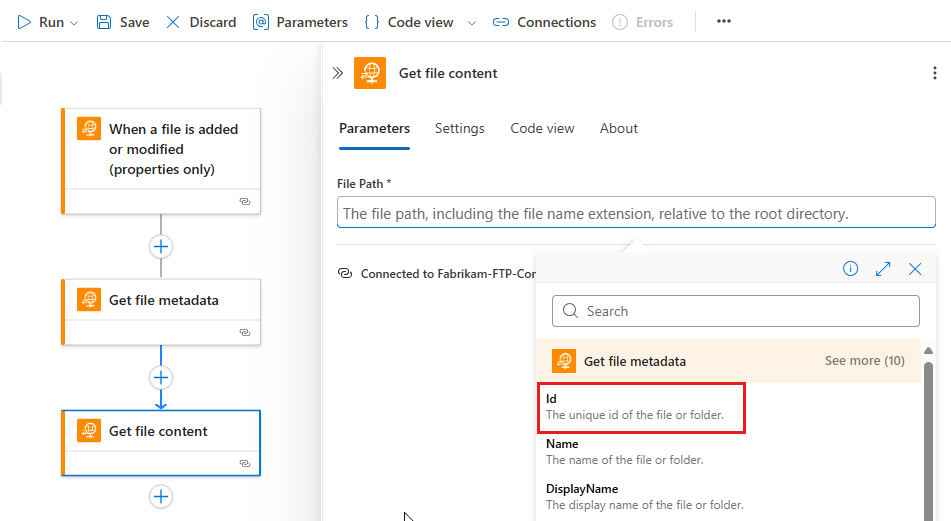 Run
Save
Discard
Parameters
Code view
Connections
Errors
When a file is added
or modified
(properties only)
Get file metadata
Get file content
Get file content
Parameters
Settings
Code view
About
File Path *
The file path, including the file name extension, relative to the root directory.
Connected to Fabrikam-FTP-Con
Search
Get file metadata
See more (10)
Id
The unique id of the file or folder.
Name
The name of the file or folder.
DisplayName
The display name of the file or folder.